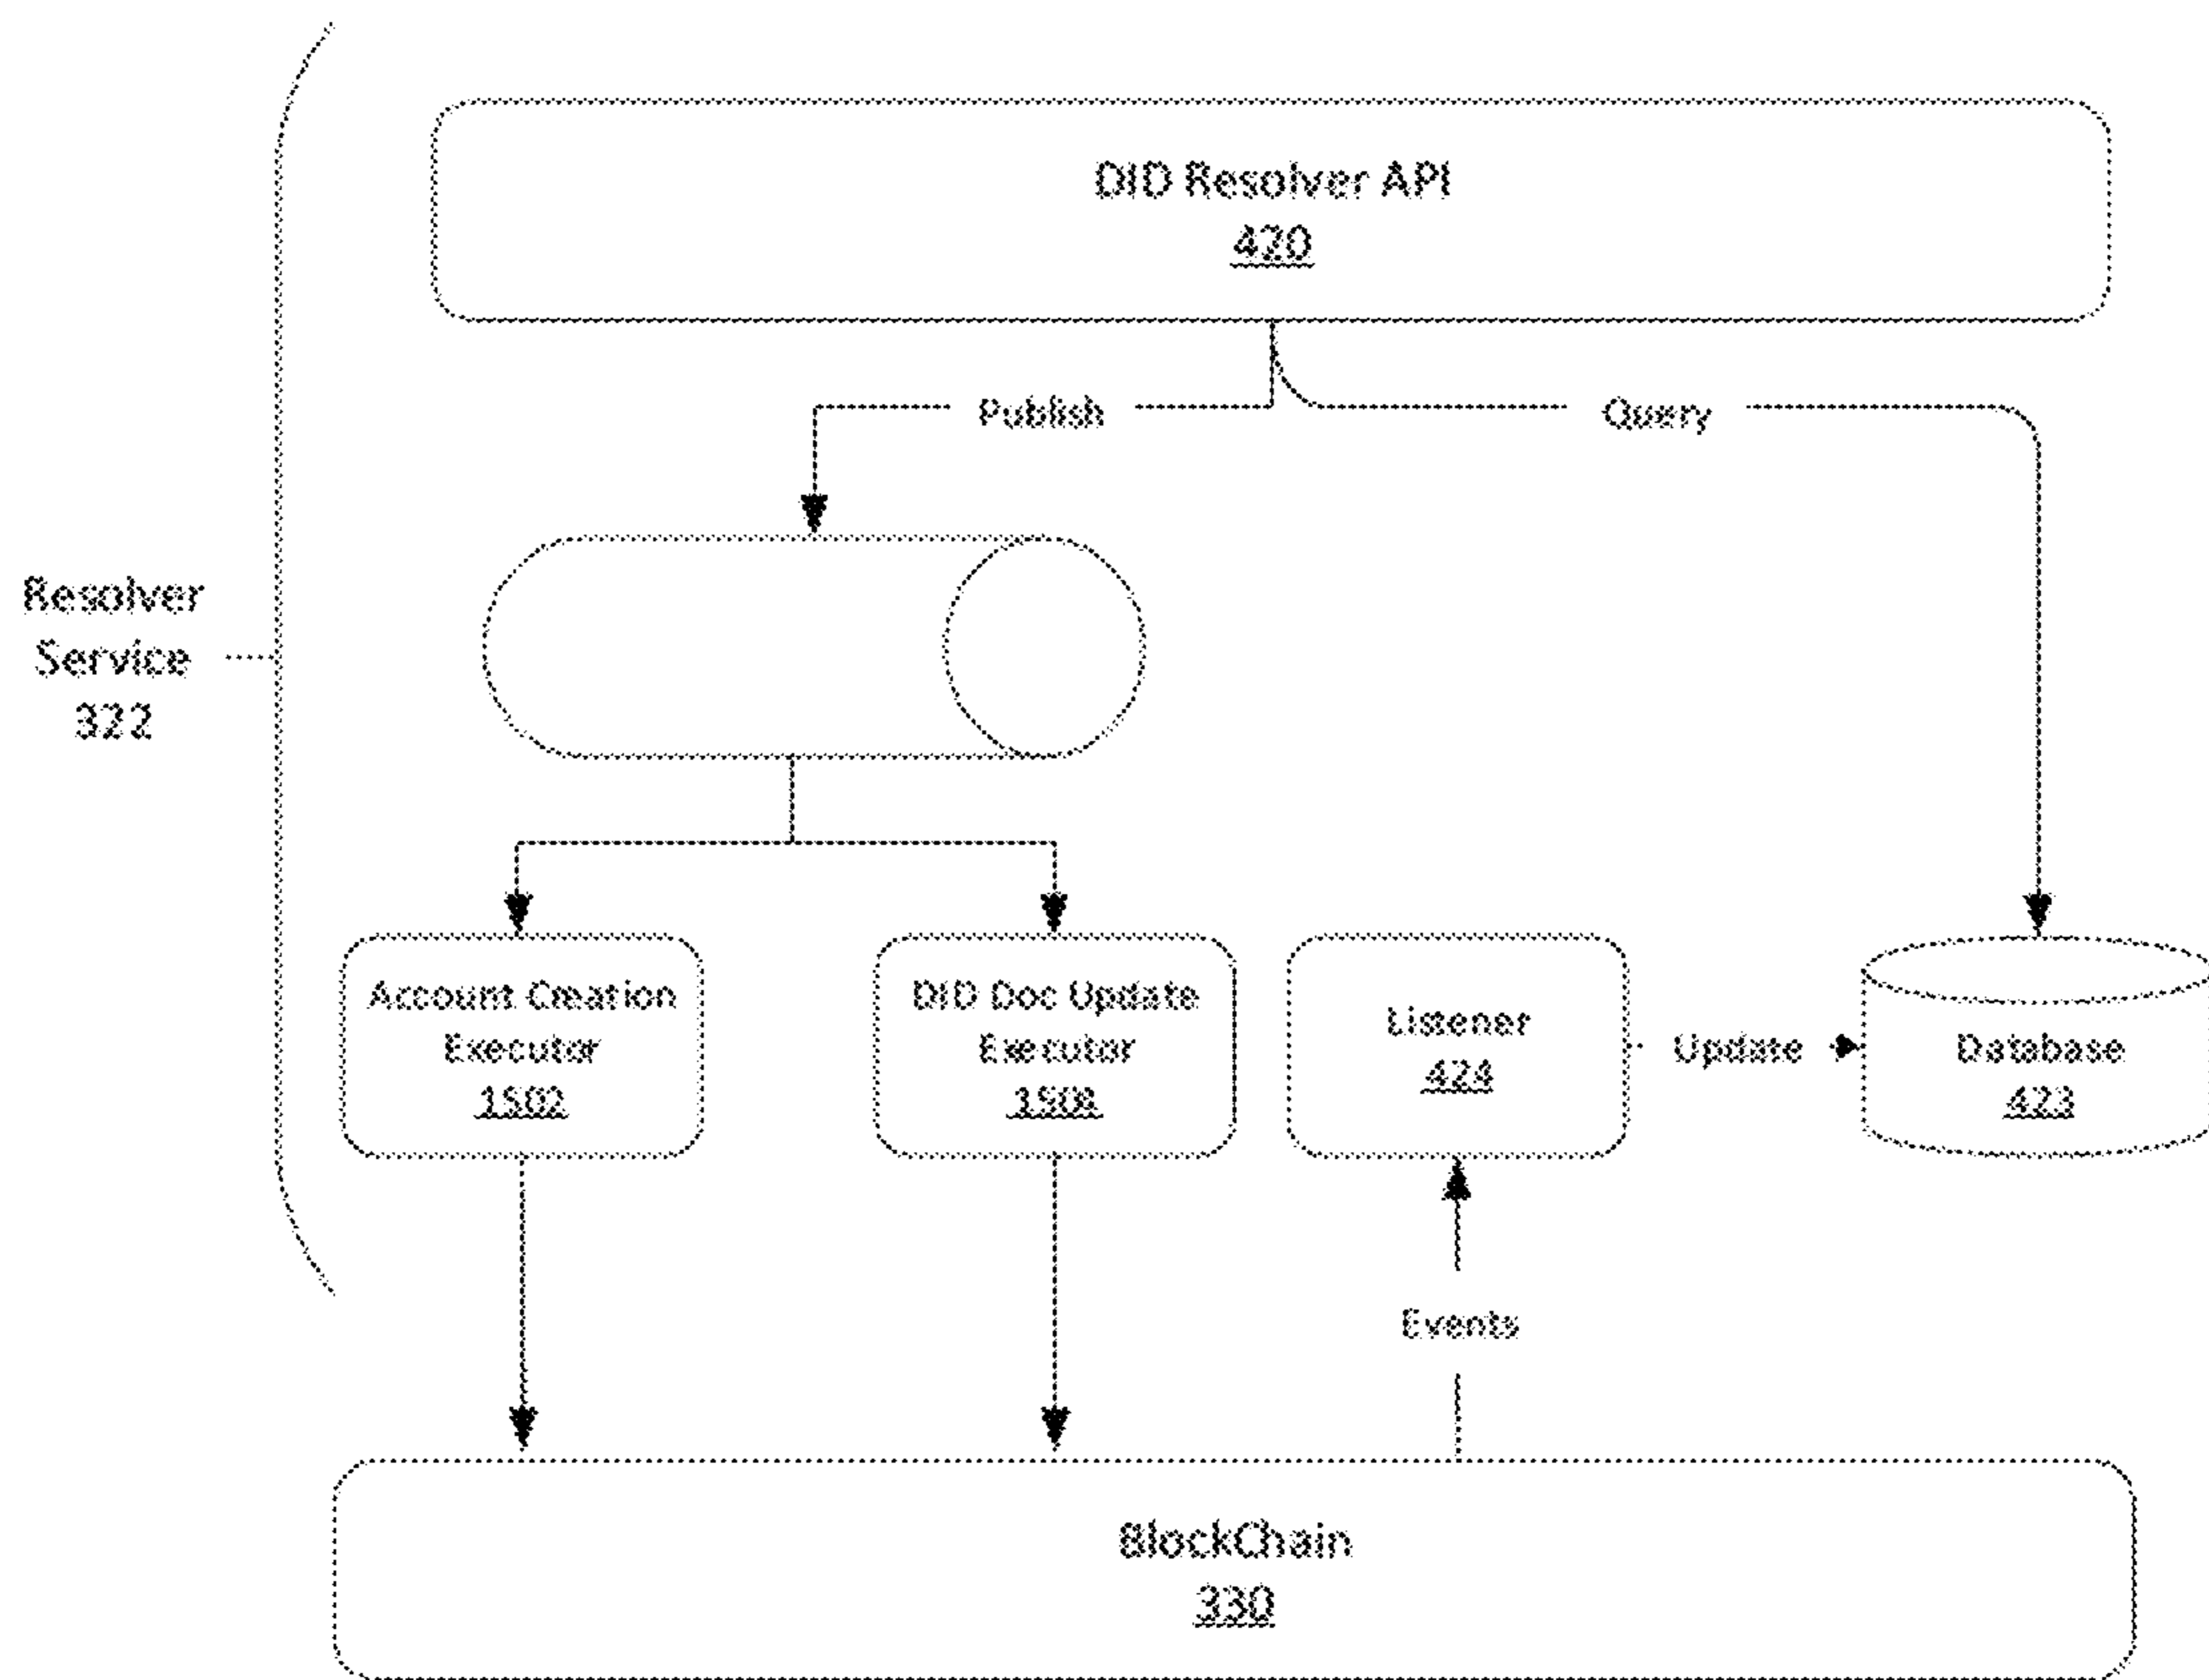 DID Resolver API
420
Publish
Query
Resolver
Service
322
Account Creation
Executor
1502
DID Doc Update
Executor
Listener
424
Update
Database
423
Events
BlockChain
330